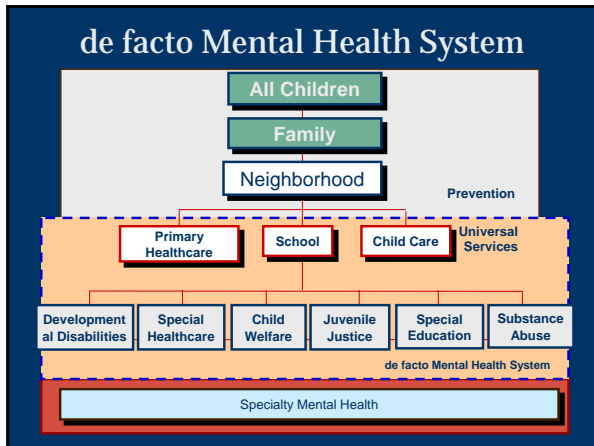 de facto Mental Health System
All Children
Family
Neighborhood
Prevention
Universal
Services
Primary
Healthcare
School
Child Care
Development
al Disabilities
Special
Healthcare
Child
Welfare
Juvenile
Justice
Special
Education
Substance
Abuse
de facto Mental Health System
Specialty Mental Health